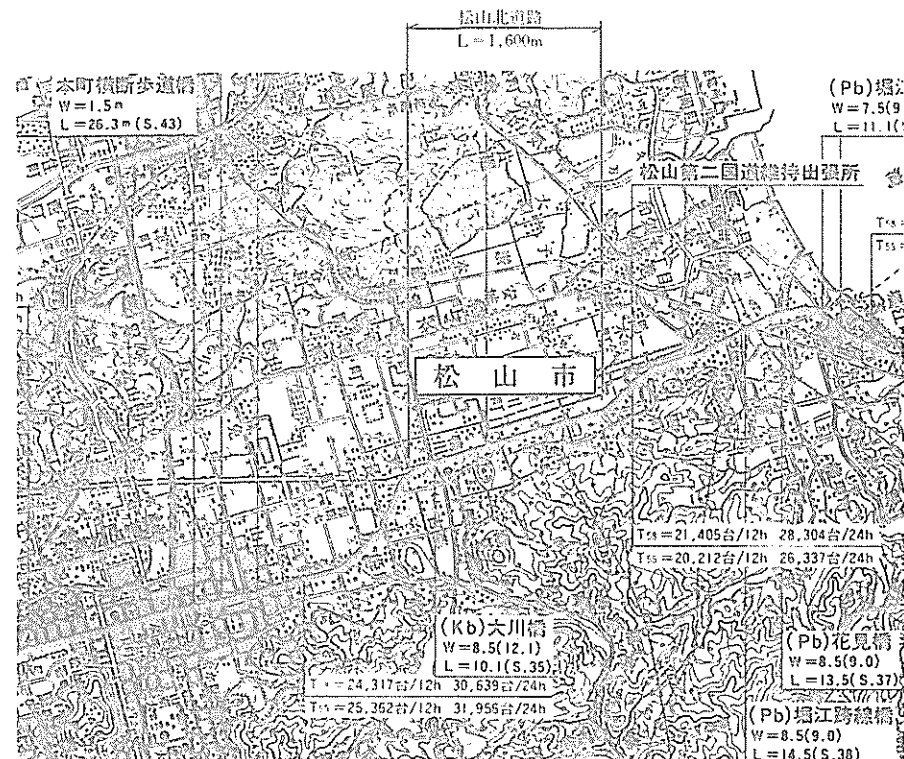 松山北道路
L=1,600m
本町横断歩道橋
W=1.5m
L=26.3m(S.43)
(Pb)堀江
W=7.5(9
L=11.1(S
松山第二国道維持出張所
松山市
T58=21,405台/12h 28,304台/24h
T55=20,212台/12h 26,337台/24h
(Kb)大川橋
W=8.5(12.1)
L=10.1(S.35)
=24,317台/12h 30,639台/24h
T55=25,362台/12h 31,956台/24h
(Pb)花見橋
W=8.5(9.0)
L=13.5(S.37)
(Pb)堀江跨線橋
W=8.5(9.0)
L=14.5(S.38)